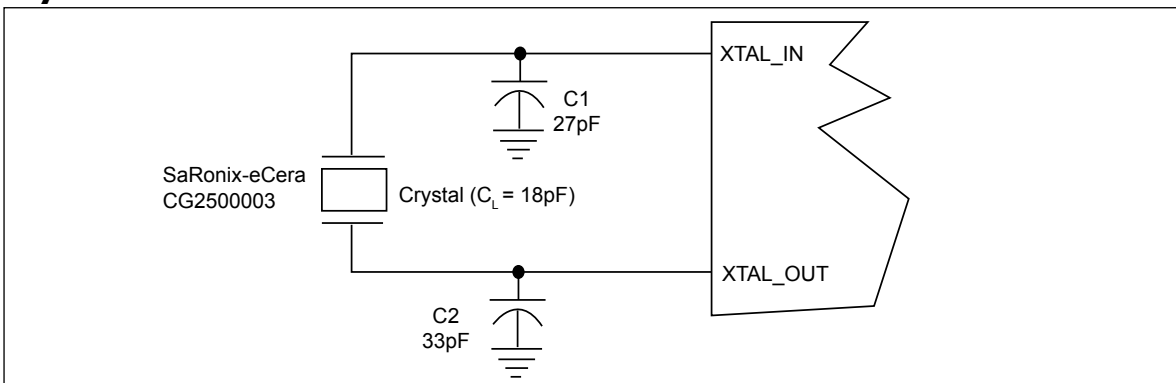 XTAL_IN
C1
27pF
SaRonix-eCera
CG2500003
Crystal (C_L = 18pF)
XTAL_OUT
C2
33pF